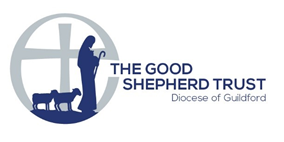 THE GOOD
SHEPHERD TRUST
Diocese of Guildford